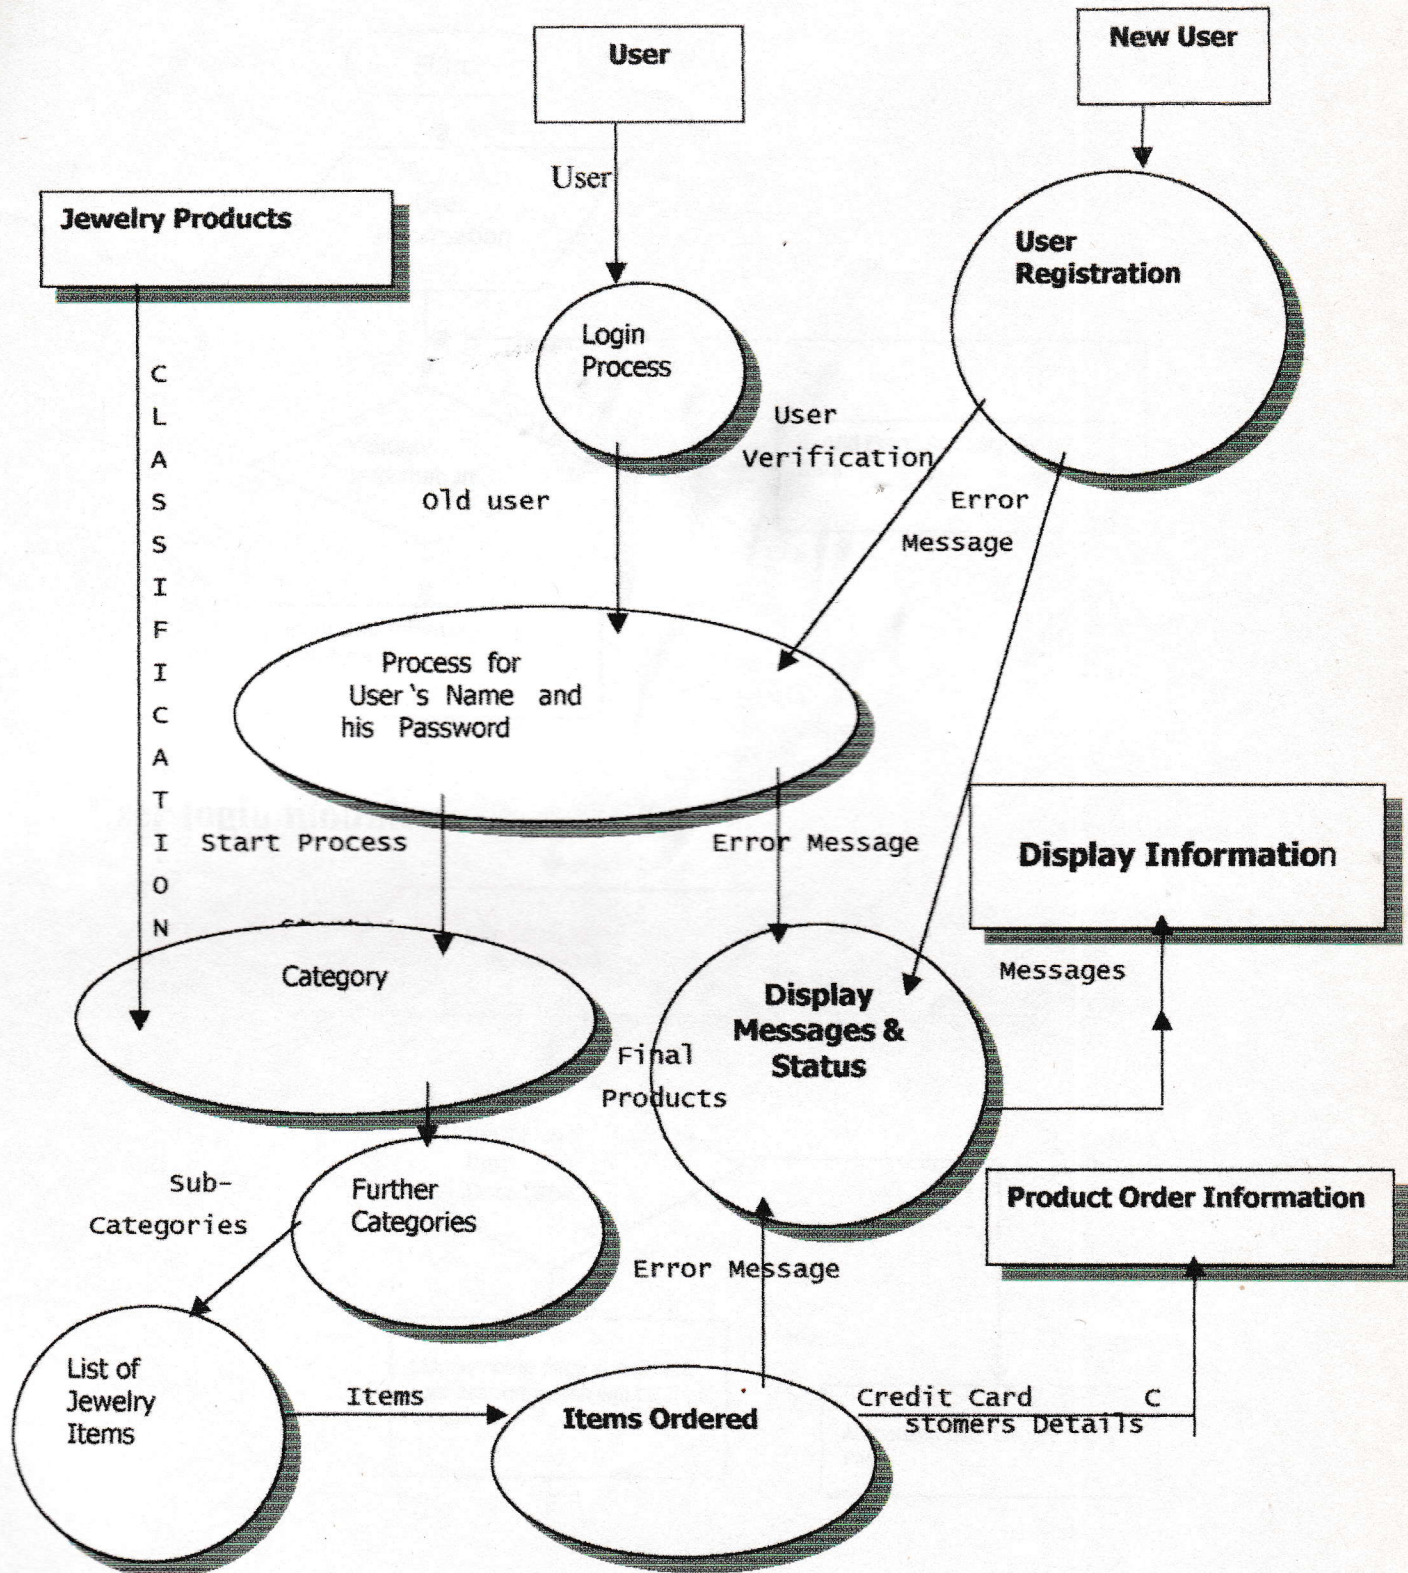 User
New User
User
Jewelry Products
User
Registration
Login
Process
C
L
A
S
S
I
F
I
C
A
T
I
O
N
User
Verification
Old user
Error
Message
Process for
User's Name and
his Password
Start Process
Error Message
Display Information
Category
Messages
Display
Messages &
Status
Final
Products
Sub-
Categories
Further
Categories
Product Order Information
Error Message
List of
Jewelry
Items
Items
Items Ordered
Credit Card C
stomers Details